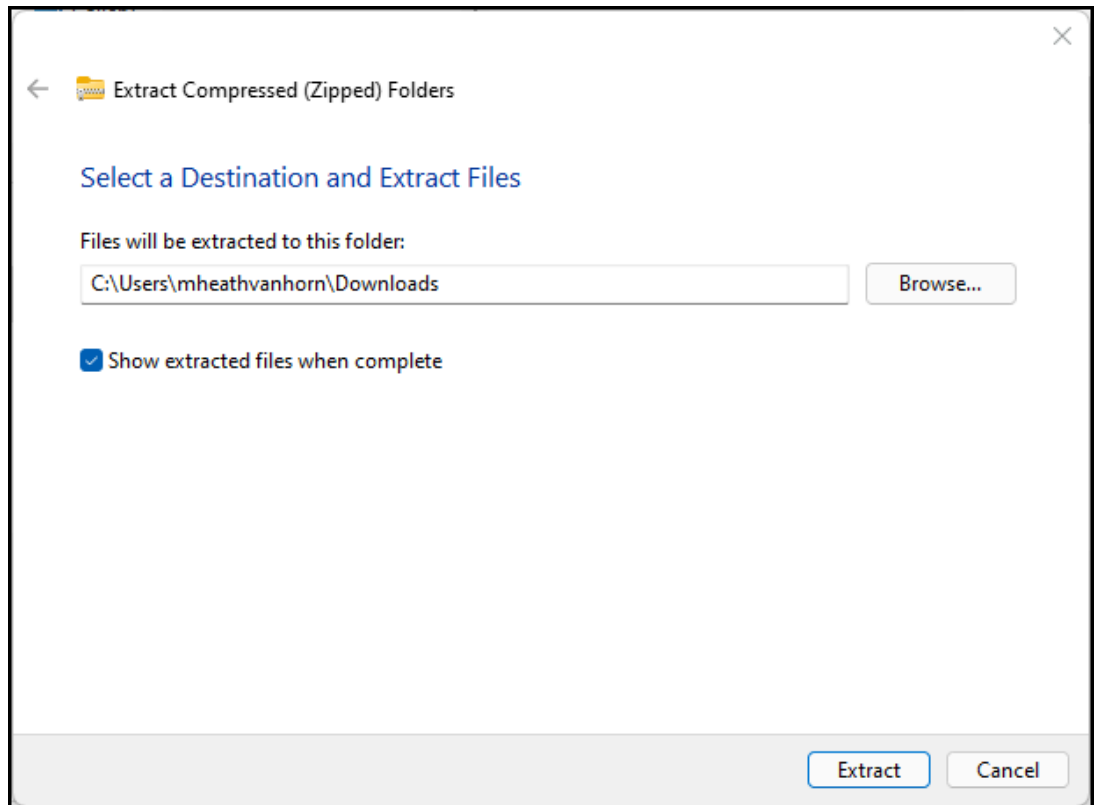 Extract Compressed (Zipped) Folders
Select a Destination and Extract Files
Files will be extracted to this folder:
C:\Users\mheathvanhorn\Downloads
Browse...
Show extracted files when complete
Extract
Cancel